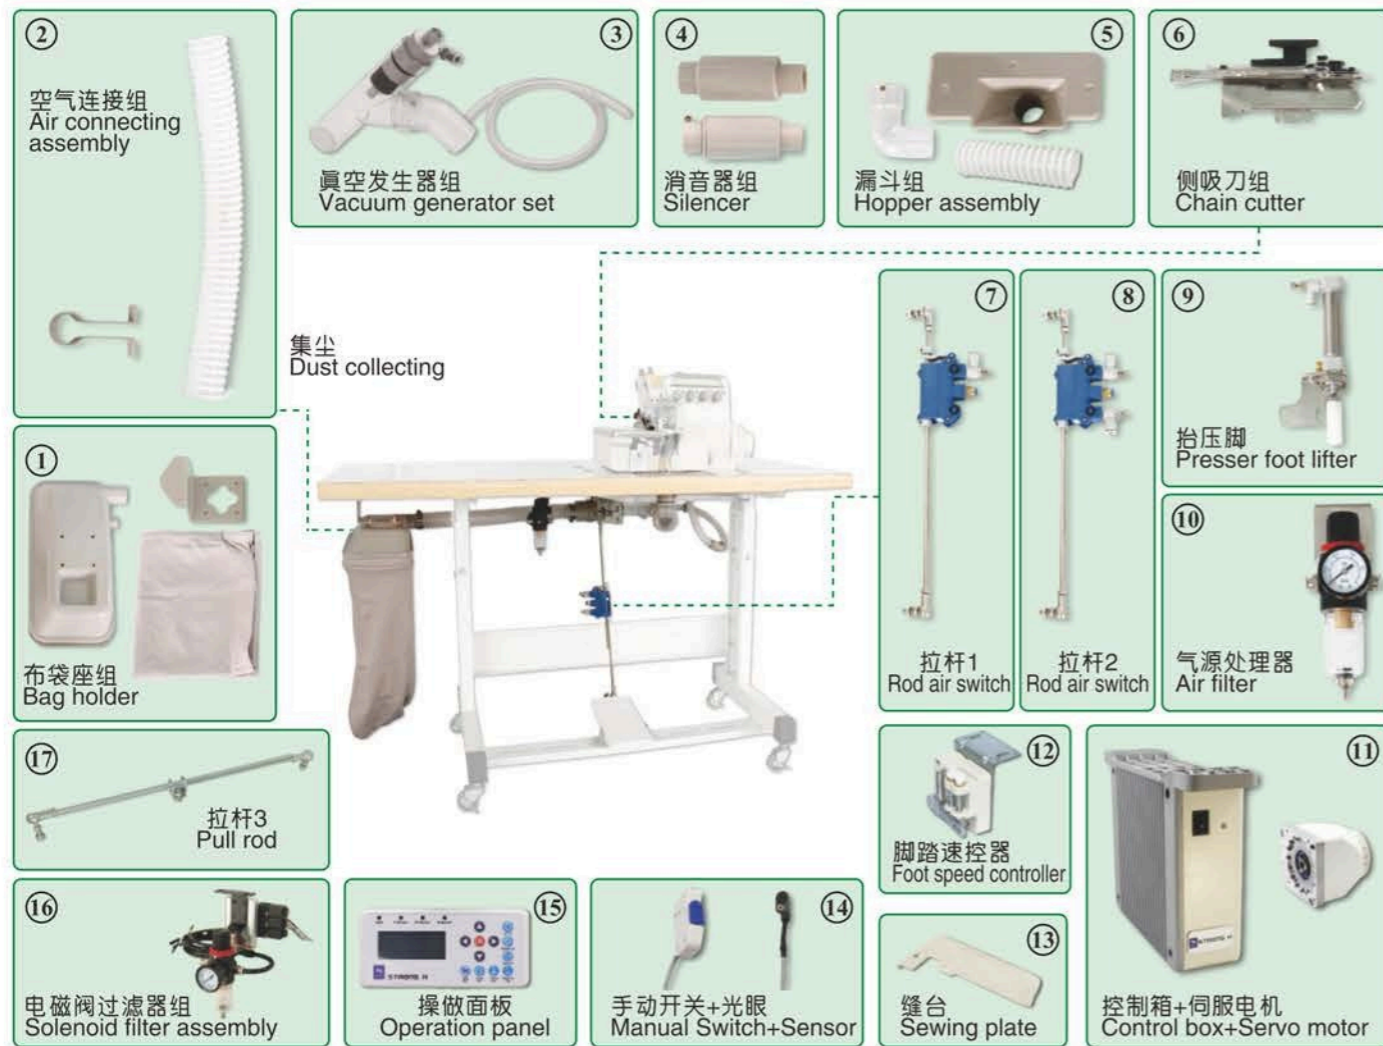 ②
空气连接组
Air connecting
assembly
③
眞空发生器组
Vacuum generator set
④
消音器组
Silencer
⑤
漏斗组
Hopper assembly
⑥
侧吸刀组
Chain cutter
集尘
Dust collecting
⑦
拉杆1
Rod air switch
⑧
拉杆2
Rod air switch
⑨
抬压脚
Presser foot lifter
①
布袋座组
Bag holder
⑩
气源处理器
Air filter
⑰
拉杆3
Pull rod
⑫
脚踏速控器
Foot speed controller
⑪
控制箱+伺服电机
Control box+Servo motor
⑯
电磁阀过滤器组
Solenoid filter assembly
⑮
STRONG H
操做面板
Operation panel
⑭
手动开关+光眼
Manual Switch+Sensor
⑬
缝台
Sewing plate
STRONG H